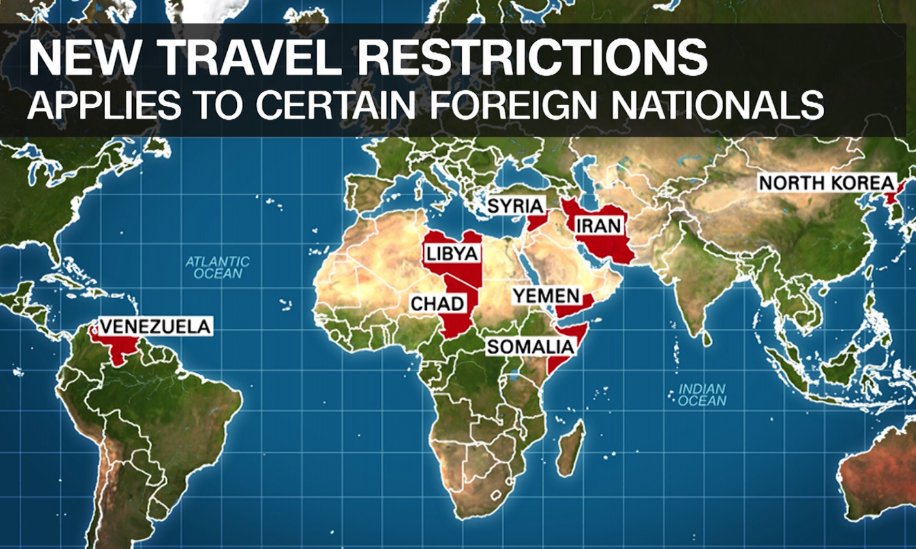 NEW TRAVEL RESTRICTIONS
APPLIES TO CERTAIN FOREIGN NATIONALS
NORTH KOREA
SYRIA
IRAN
LIBYA
ATLANTIC
OCEAN
CHAD
YEMEN
VENEZUELA
SOMALIA
INDIAN
OCEAN